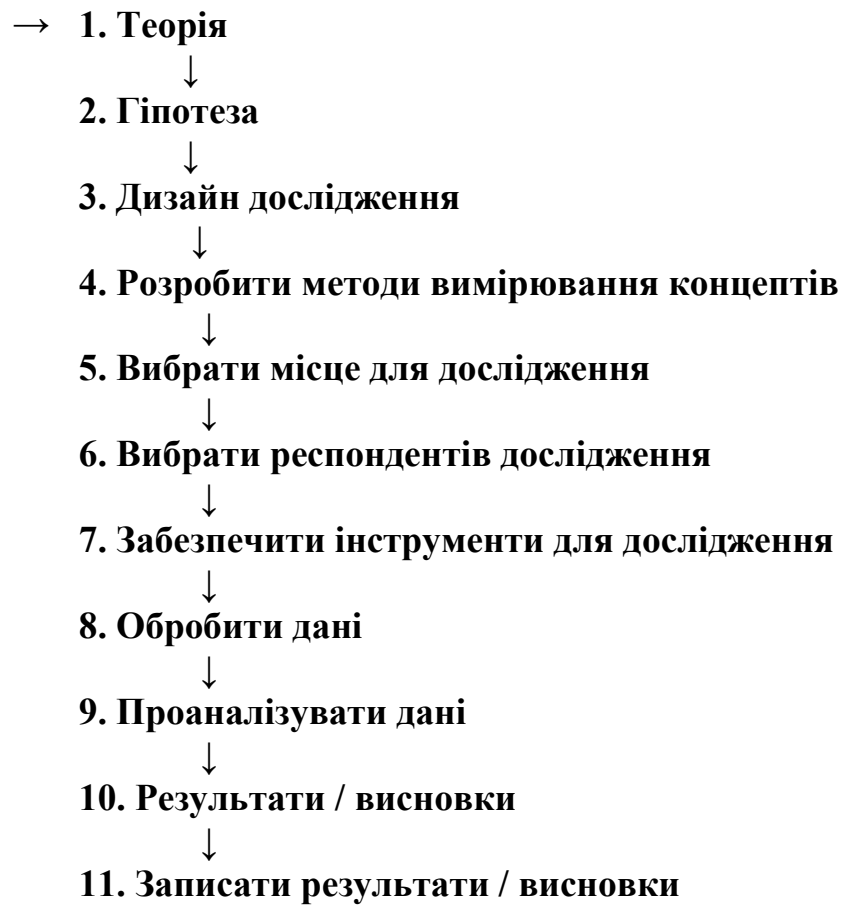 → 1. Теорія
↓
2. Гіпотеза
↓
3. Дизайн дослідження
↓
4. Розробити методи вимірювання концептів
↓
5. Вибрати місце для дослідження
↓
6. Вибрати респондентів дослідження
↓
7. Забезпечити інструменти для дослідження
↓
8. Обробити дані
↓
9. Проаналізувати дані
↓
10. Результати / висновки
↓
11. Записати результати / висновки